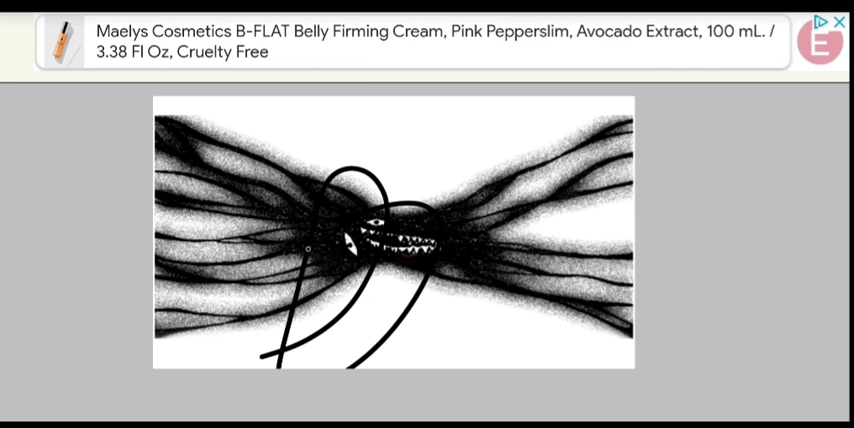 Maelys Cosmetics B-FLAT Belly Firming Cream, Pink Pepperslim, Avocado Extract, 100 mL. /
3.38 Fl Oz, Cruelty Free
E